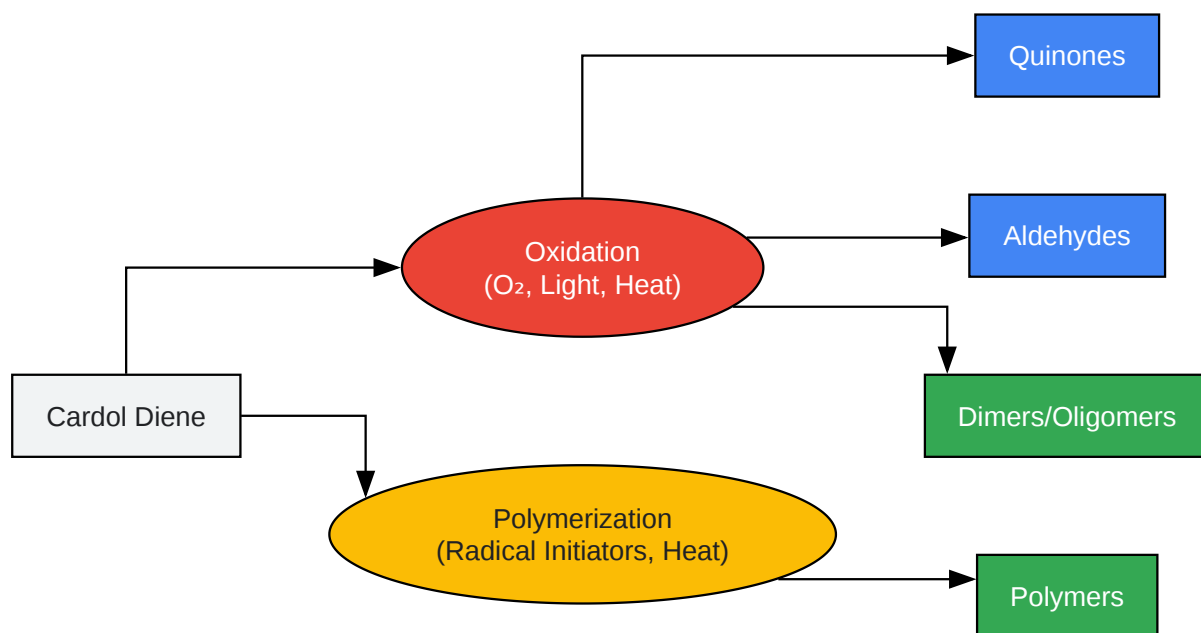 Quinones
Aldehydes
Oxidation
(O₂, Light, Heat)
Cardol Diene
Dimers/Oligomers
Polymerization
(Radical Initiators, Heat)
Polymers